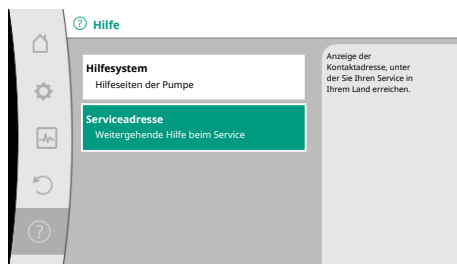 Hilfe
Hilfesystem
Hilfeseiten der Pumpe
Serviceadresse
Weitergehende Hilfe beim Service
Anzeige der
Kontaktadresse, unter
der Sie Ihren Service in
Ihrem Land erreichen.